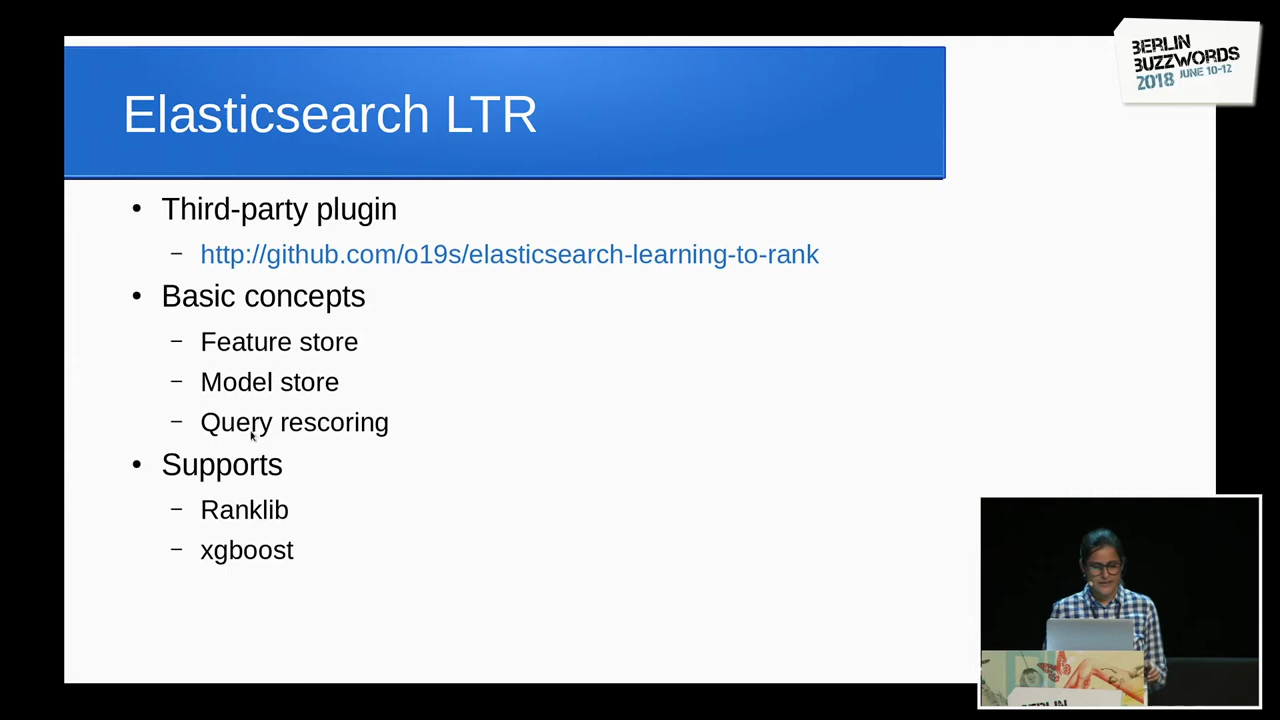 BERLIN
BUZZWORDS
2018 JUNE 10-12
Elasticsearch LTR
• Third-party plugin
– http://github.com/o19s/elasticsearch-learning-to-rank
• Basic concepts
– Feature store
– Model store
– Query rescoring
• Supports
– Ranklib
– xgboost
BERLIN